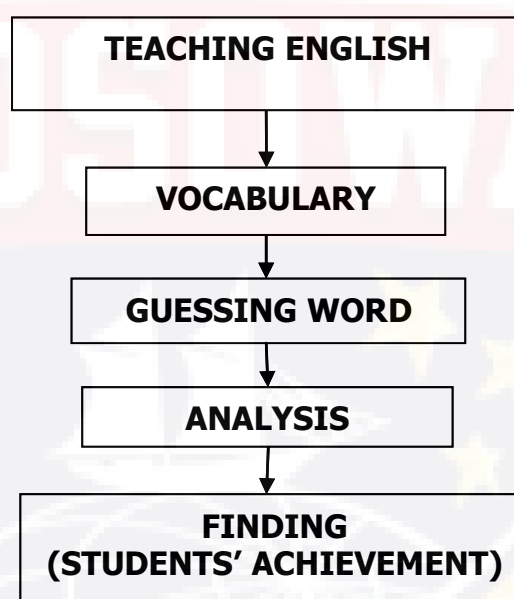 TEACHING ENGLISH
VOCABULARY
GUESSING WORD
ANALYSIS
FINDING
(STUDENTS’ ACHIEVEMENT)